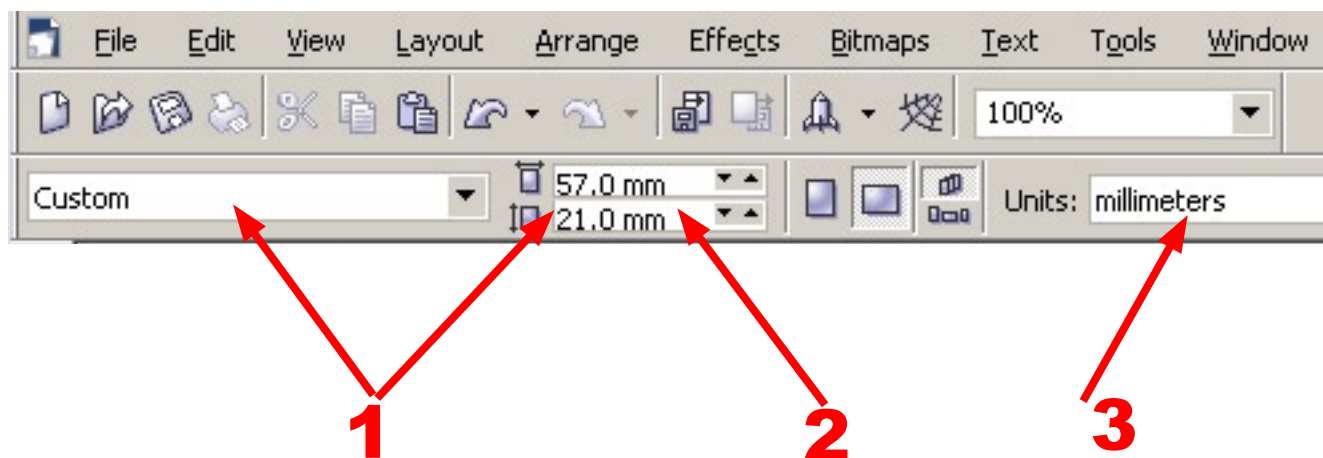 File Edit View Layout Arrange Effects Bitmaps Text Tools Window
100%
Custom 57.0 mm Units: millimeters
21.0 mm
1 2 3